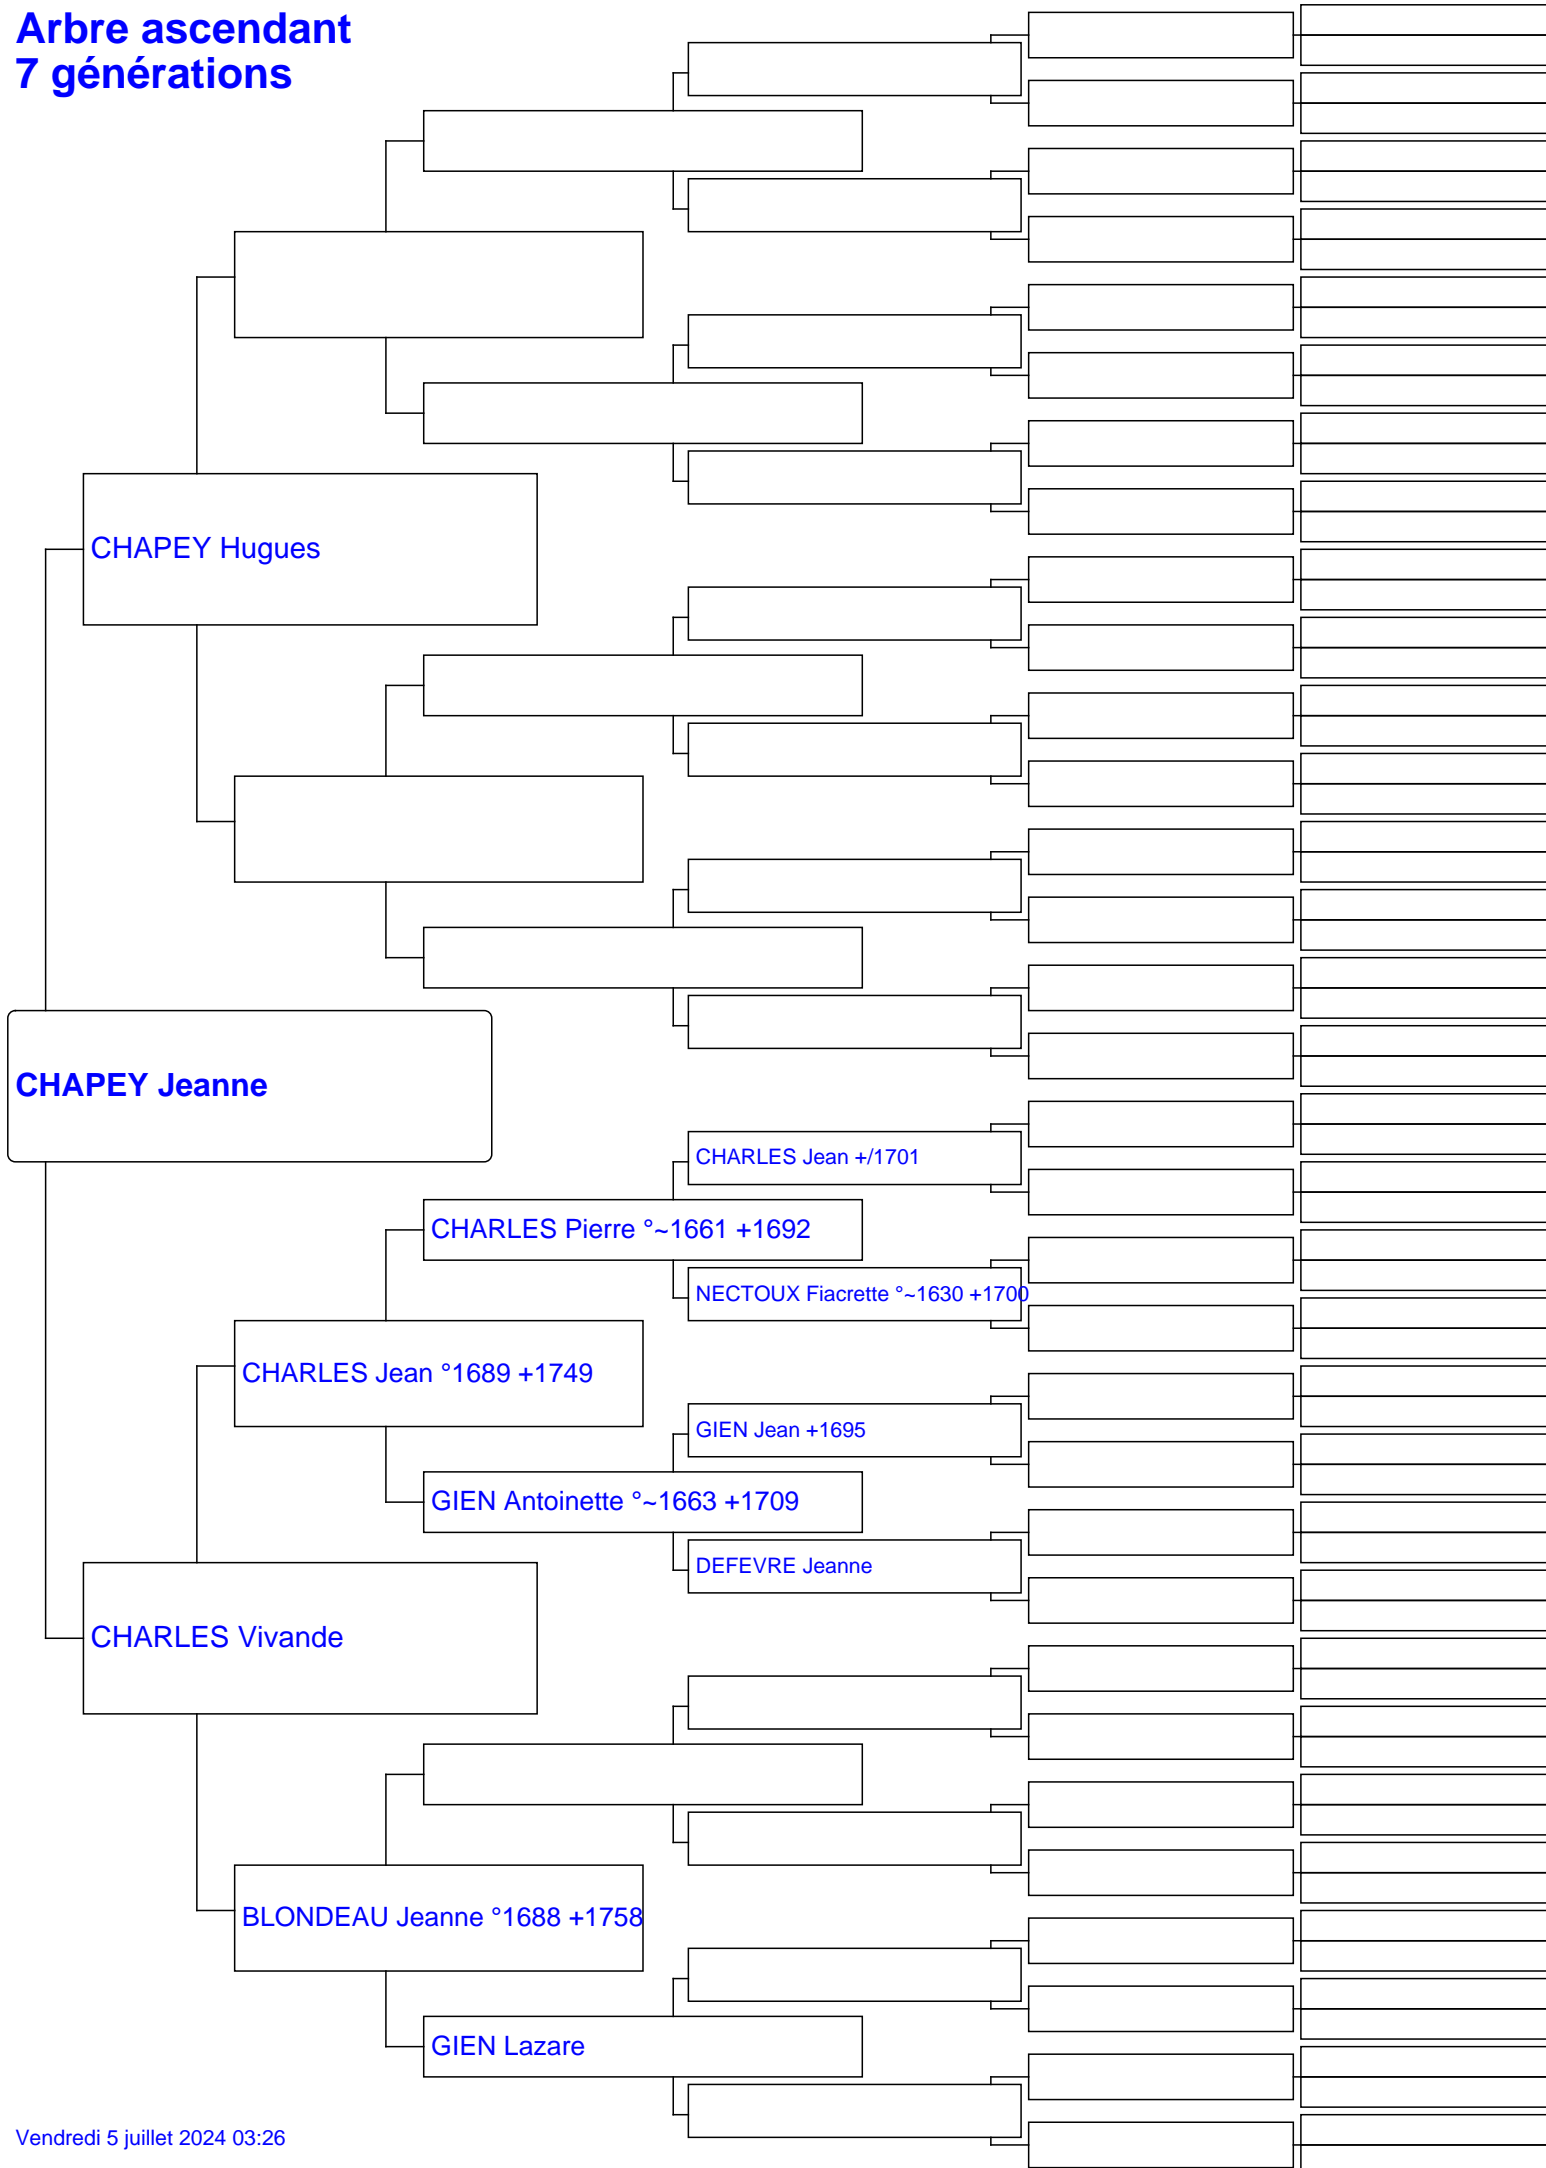 Arbre ascendant
7 générations
CHAPEY Hugues
CHAPEY Jeanne
CHARLES Jean +/1701
CHARLES Pierre °~1661 +1692
NECTOUX Fiacrette °~1630 +1700
CHARLES Jean °1689 +1749
GIEN Jean +1695
GIEN Antoinette °~1663 +1709
DEFEVRE Jeanne
CHARLES Vivande
BLONDEAU Jeanne °1688 +1758
GIEN Lazare
Vendredi 5 juillet 2024 03:26